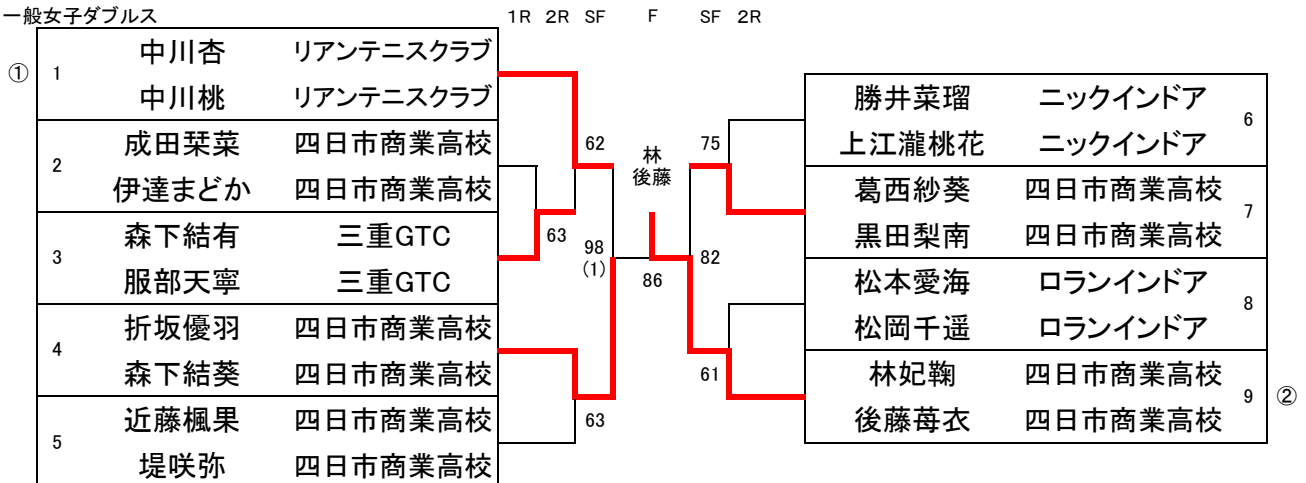 一般女子ダブルス
1R 2R SF F SF 2R
① 1 中川杏 リアンテニスクラブ
中川桃 リアンテニスクラブ
2 成田栞菜 四日市商業高校
伊達まどか 四日市商業高校
3 森下結有 三重GTC
服部天寧 三重GTC
4 折坂優羽 四日市商業高校
森下結葵 四日市商業高校
5 近藤楓果 四日市商業高校
堤咲弥 四日市商業高校
62
63
98
(1)
63
林
後藤
86
75
82
61
勝井菜瑠 ニックインドア 6
上江瀧桃花 ニックインドア
葛西紗葵 四日市商業高校 7
黒田梨南 四日市商業高校
松本愛海 ロランインドア 8
松岡千遥 ロランインドア
林妃鞠 四日市商業高校 9 ②
後藤苺衣 四日市商業高校